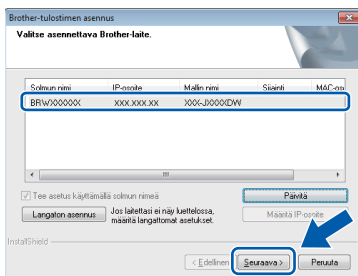 Brother-tulostimen asennus
Valitse asennettava Brother-laite.
Solmun nimi IP-osoite Mallin nimi Sijainti MAC-oso
BRWXXXXXX XXX.XXX.XX XXX-JXXXXDW
Tee asetus käyttämällä solmun nimeä
Päivitä
Langaton asennus
Jos laitettasi ei näy luettelossa,
määritä langattomat asetukset.
Määritä IP-osoite
InstallShield
< Edellinen Seuraava > Peruuta